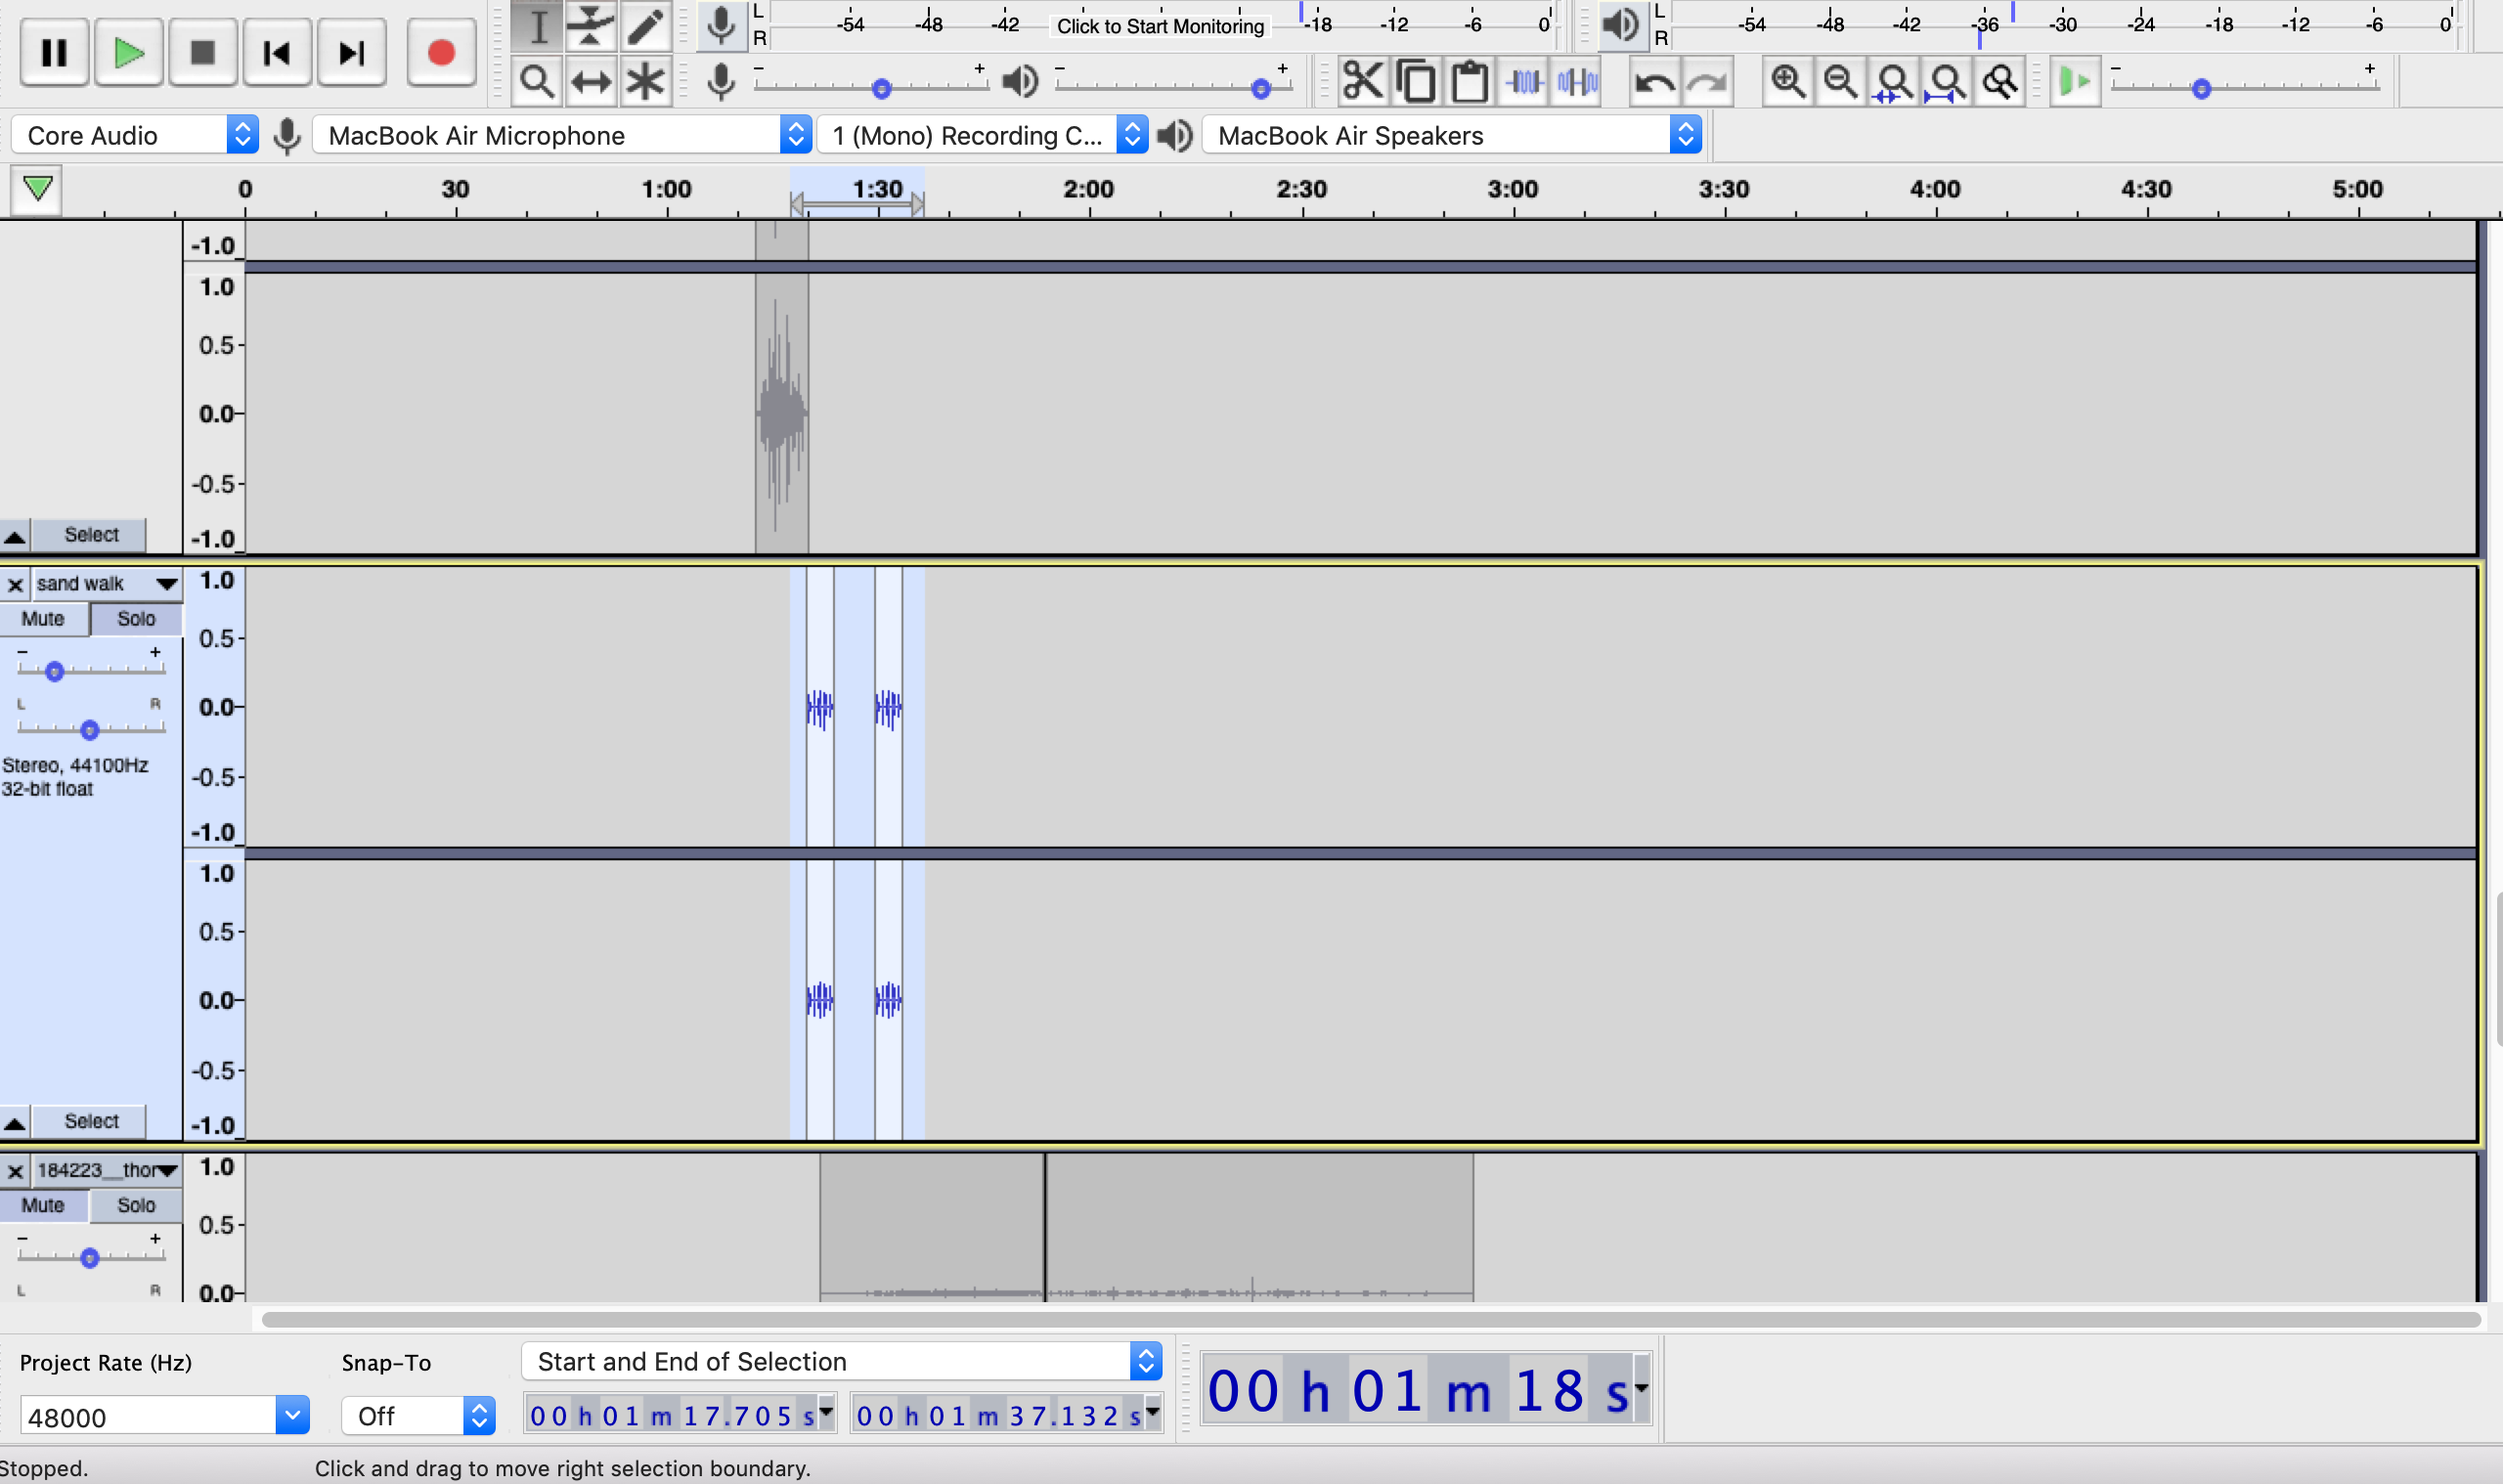 L -54 -48 -42 Click to Start Monitoring -18 -12 -6 0
R
L -54 -48 -42 -36 -30 -24 -18 -12 -6 0
R
- + - + - +
Core Audio MacBook Air Microphone 1 (Mono) Recording C... MacBook Air Speakers
0 30 1:00 1:30 2:00 2:30 3:00 3:30 4:00 4:30 5:00
-1.0
1.0
0.5
0.0
-0.5
Select
-1.0
sand walk 1.0
Mute Solo
0.5
- +
L R
0.0
Stereo, 44100Hz
-0.5
32-bit float
-1.0
1.0
0.5
0.0
-0.5
Select
-1.0
184223__thor 1.0
Mute Solo
0.5
- +
L R
0.0
Project Rate (Hz) Snap-To Start and End of Selection
48000 Off 00 h 01 m 17.705 s 00 h 01 m 37.132 s 00 h 01 m 18 s
Stopped. Click and drag to move right selection boundary.